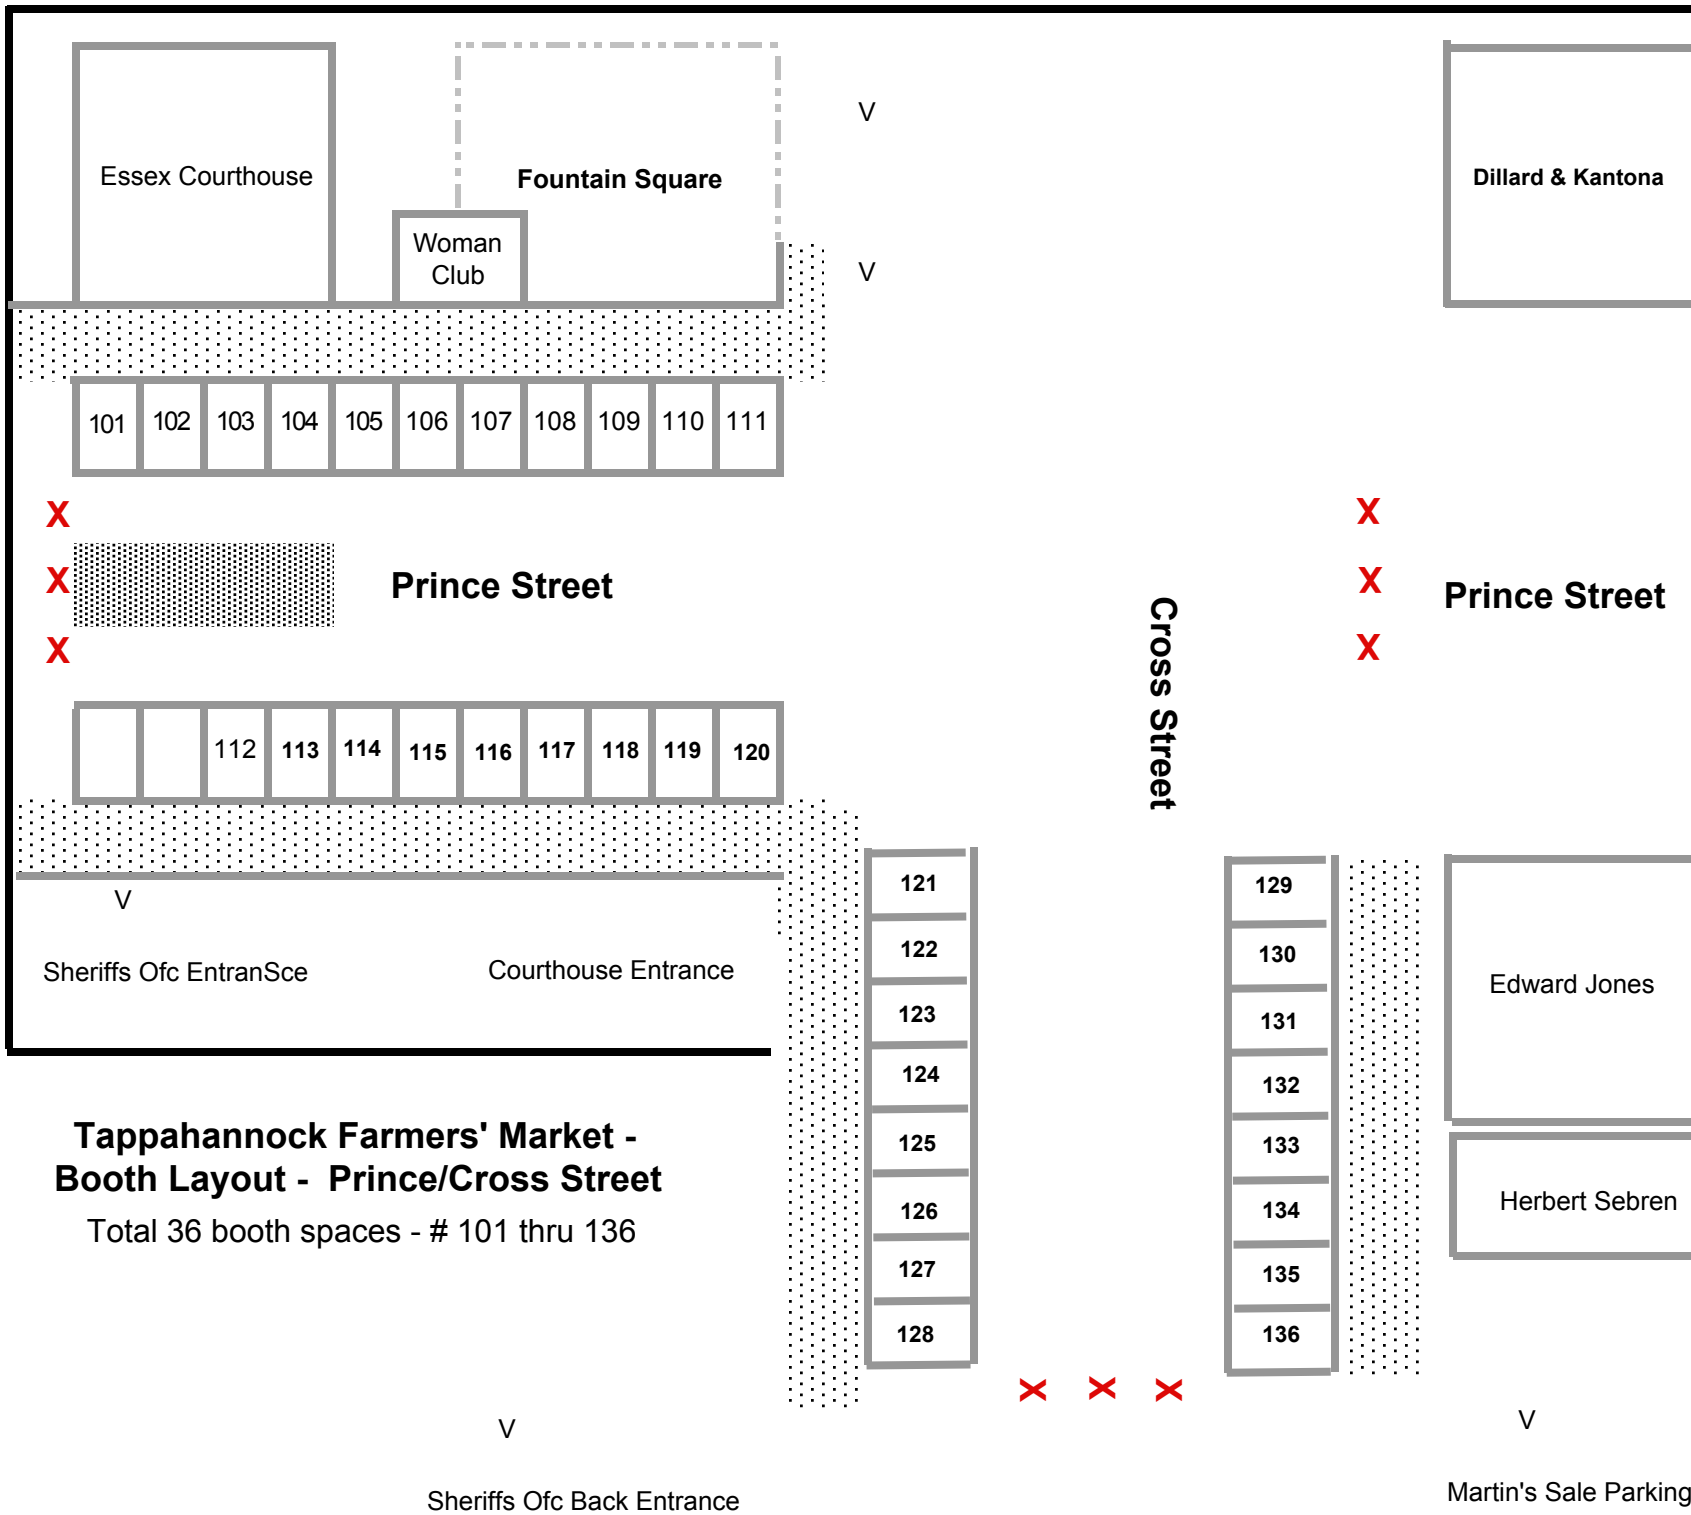 V
Essex Courthouse
Fountain Square
Dillard & Kantona
Woman
Club
V
101 102 103 104 105 106 107 108 109 110 111
X
X
X
Prince Street
X
X
X
Prince Street
Cross Street
112 113 114 115 116 117 118 119 120
V
Sheriffs Ofc EntranSce
Courthouse Entrance
121
122
123
124
125
126
127
128
129
130
131
132
133
134
135
136
Edward Jones
Herbert Sebren
Tappahannock Farmers' Market -
Booth Layout - Prince/Cross Street
Total 36 booth spaces - # 101 thru 136
X X X
V
V
Sheriffs Ofc Back Entrance
Martin's Sale Parking